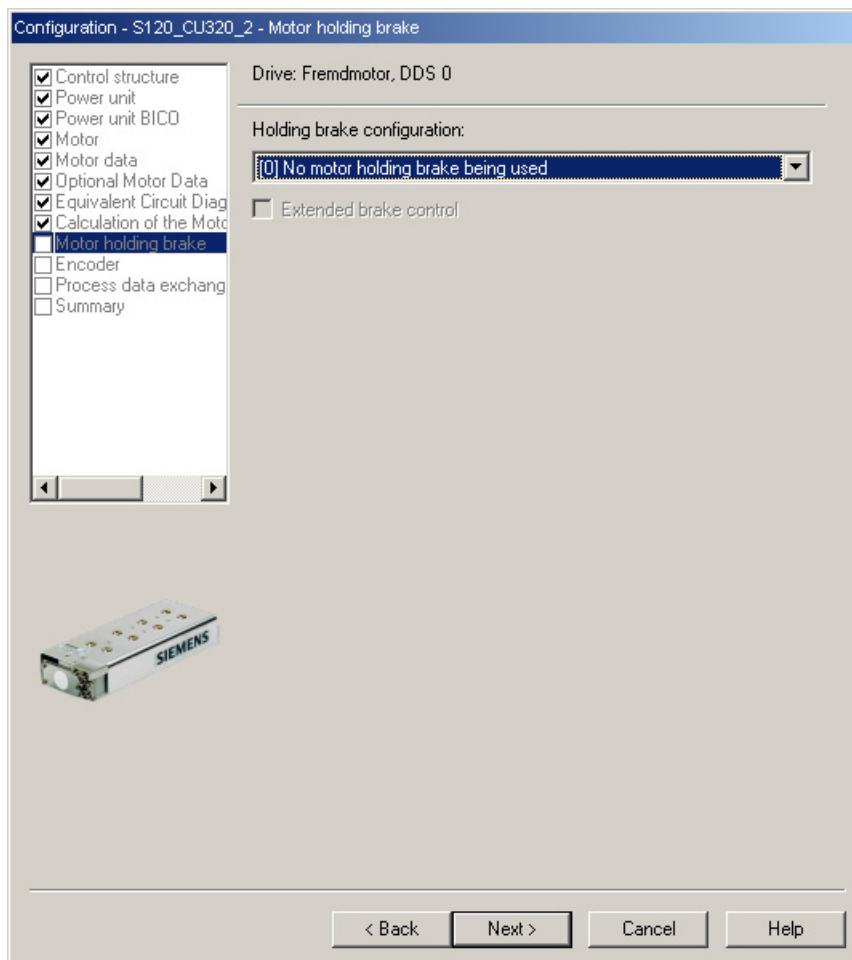 Configuration - S120_CU320_2 - Motor holding brake
Control structure
Power unit
Power unit BICO
Motor
Motor data
Optional Motor Data
Equivalent Circuit Diag
Calculation of the Moto
Motor holding brake
Encoder
Process data exchang
Summary
Drive: Fremdmotor, DDS 0
Holding brake configuration:
[0] No motor holding brake being used
Extended brake control
SIEMENS
< Back
Next >
Cancel
Help